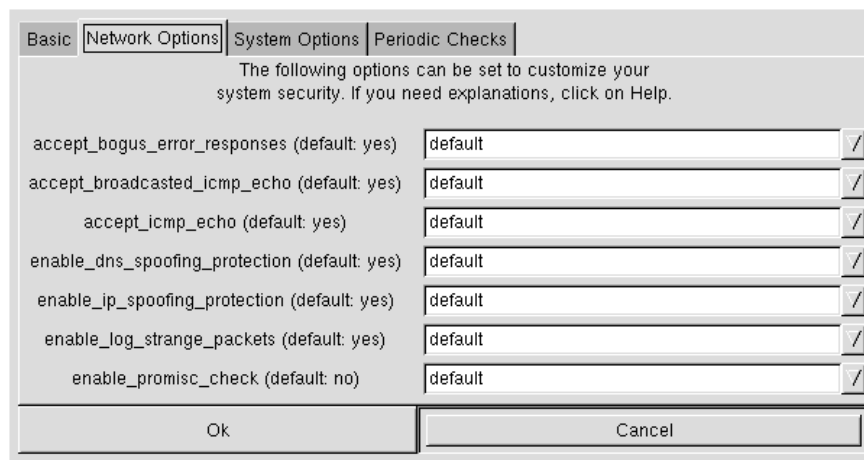 Basic Network Options System Options Periodic Checks
The following options can be set to customize your
system security. If you need explanations, click on Help.
accept_bogus_error_responses (default: yes) default
accept_broadcasted_icmp_echo (default: yes) default
accept_icmp_echo (default: yes) default
enable_dns_spoofing_protection (default: yes) default
enable_ip_spoofing_protection (default: yes) default
enable_log_strange_packets (default: yes) default
enable_promisc_check (default: no) default
Ok Cancel